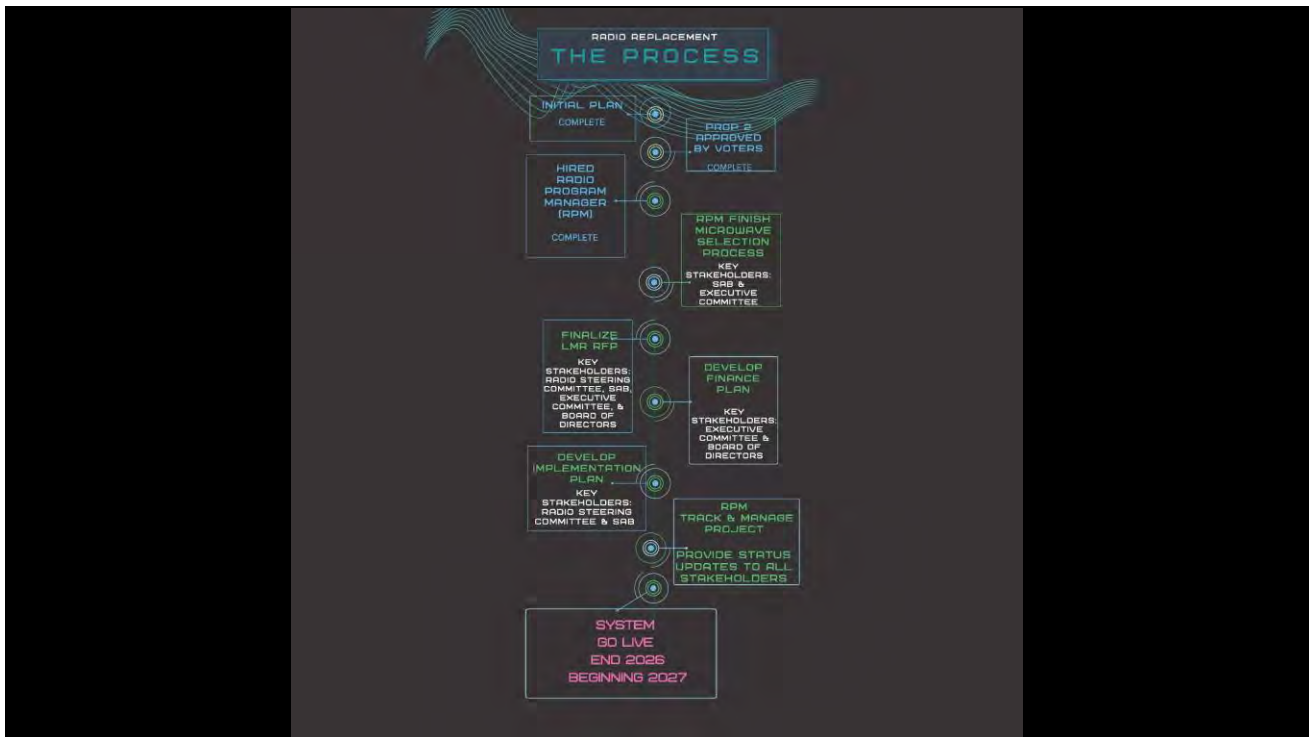 RADIO REPLACEMENT
THE PROCESS
INITIAL PLAN
COMPLETE
PROP 2
APPROVED
BY VOTERS
COMPLETE
HIRED
RADIO
PROGRAM
MANAGER
(RPM)
COMPLETE
RPM FINISH
MICROWAVE
SELECTION
PROCESS
KEY
STAKEHOLDERS:
SAB &
EXECUTIVE
COMMITTEE
FINALIZE
LMR RFP
KEY
STAKEHOLDERS:
RADIO STEERING
COMMITTEE, SAB,
EXECUTIVE
COMMITTEE, &
BOARD OF
DIRECTORS
DEVELOP
FINANCE
PLAN
KEY
STAKEHOLDERS:
EXECUTIVE
COMMITTEE &
BOARD OF
DIRECTORS
DEVELOP
IMPLEMENTATION
PLAN
KEY
STAKEHOLDERS:
RADIO STEERING
COMMITTEE & SAB
RPM
TRACK & MANAGE
PROJECT
PROVIDE STATUS
UPDATES TO ALL
STAKEHOLDERS
SYSTEM
GO LIVE
END 2026
BEGINNING 2027